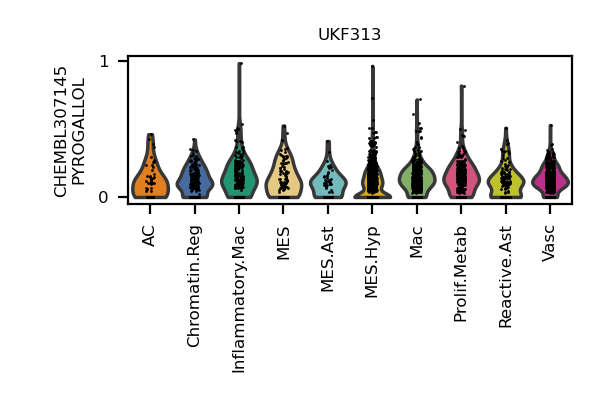 UKF313
CHEMBL307145
PYROGALLOL
1
0
AC
Chromatin.Reg
Inflammatory.Mac
MES
MES.Ast
MES.Hyp
Mac
Prolif.Metab
Reactive.Ast
Vasc